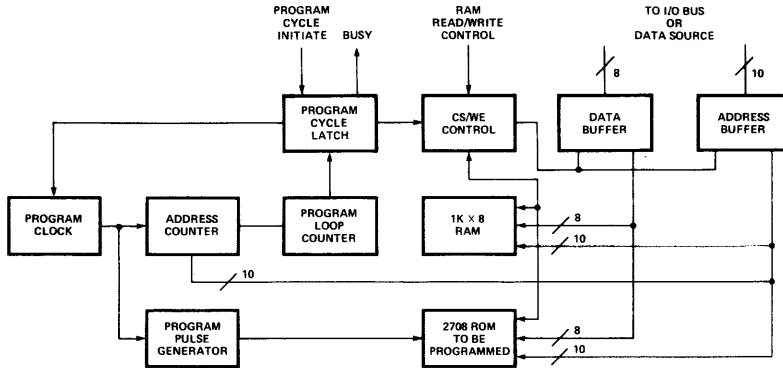 PROGRAM
CYCLE
INITIATE
BUSY
RAM
READ/WRITE
CONTROL
TO I/O BUS
OR
DATA SOURCE
8
10
PROGRAM
CYCLE
LATCH
CS/WE
CONTROL
DATA
BUFFER
ADDRESS
BUFFER
PROGRAM
CLOCK
ADDRESS
COUNTER
PROGRAM
LOOP
COUNTER
1K × 8
RAM
8
10
10
PROGRAM
PULSE
GENERATOR
2708 ROM
TO BE
PROGRAMMED
8
10